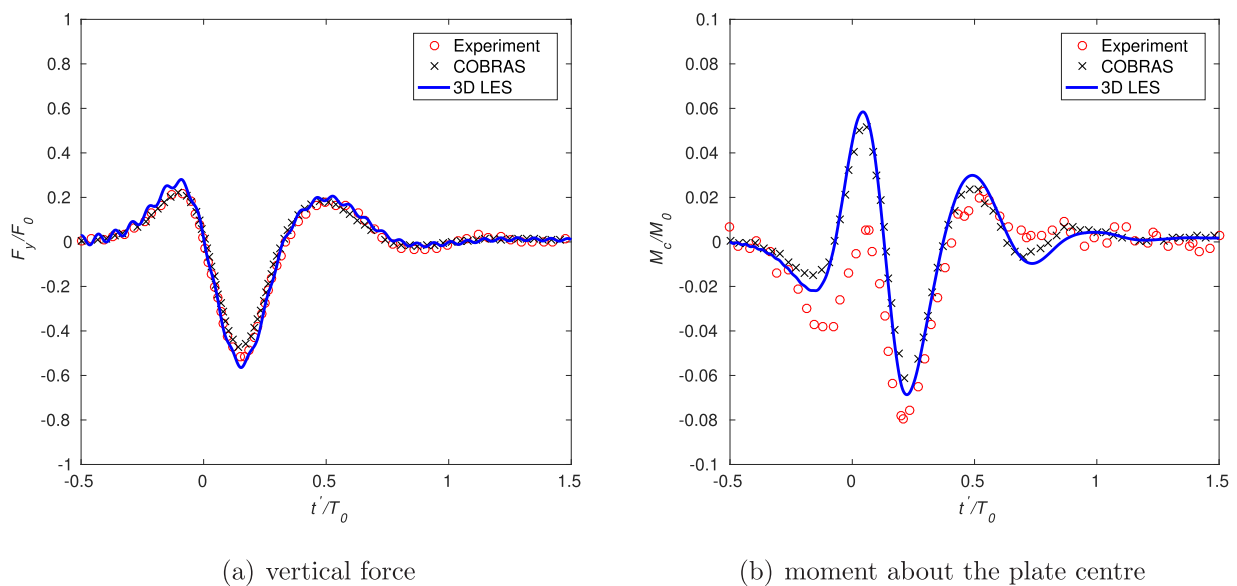 1
0.8
0.6
0.4
0.2
0
-0.2
-0.4
-0.6
-0.8
-1
F_y/F_0
-0.5 0 0.5 1 1.5
t'/T_0
Experiment
COBRAS
3D LES
(a) vertical force
0.1
0.08
0.06
0.04
0.02
0
-0.02
-0.04
-0.06
-0.08
-0.1
M_c/M_0
-0.5 0 0.5 1 1.5
t'/T_0
Experiment
COBRAS
3D LES
(b) moment about the plate centre